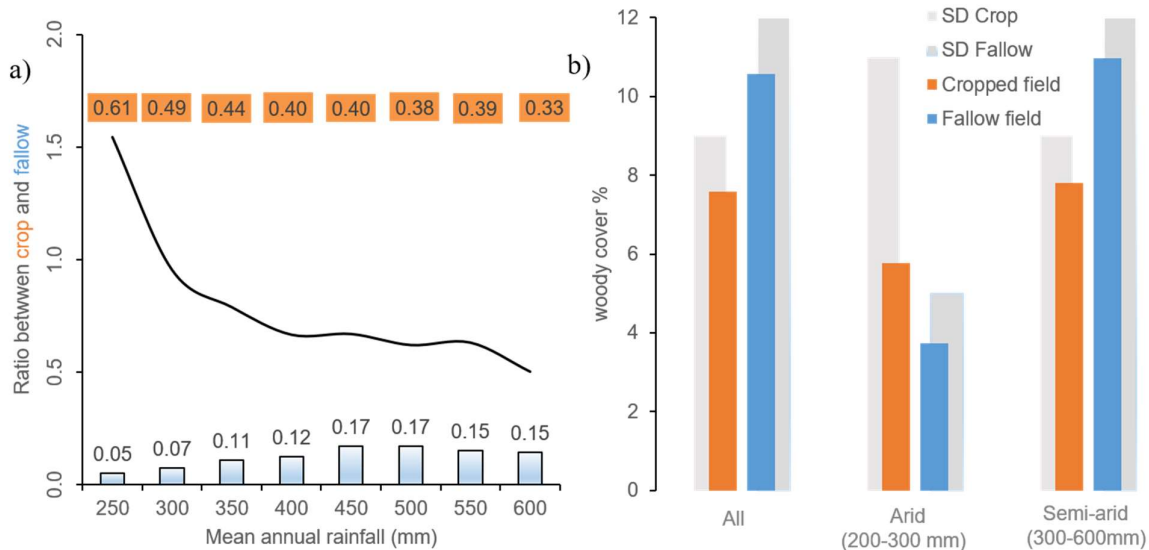 a)
Ratio betwwen crop and fallow
2.0
1.5
1.0
0.5
0.0
0.61 0.49 0.44 0.40 0.40 0.38 0.39 0.33
0.05 0.07 0.11 0.12 0.17 0.17 0.15 0.15
250 300 350 400 450 500 550 600
Mean annual rainfall (mm)
b)
woody cover %
12
10
8
6
4
2
0
SD Crop
SD Fallow
Cropped field
Fallow field
All
Arid
(200-300 mm)
Semi-arid
(300-600mm)